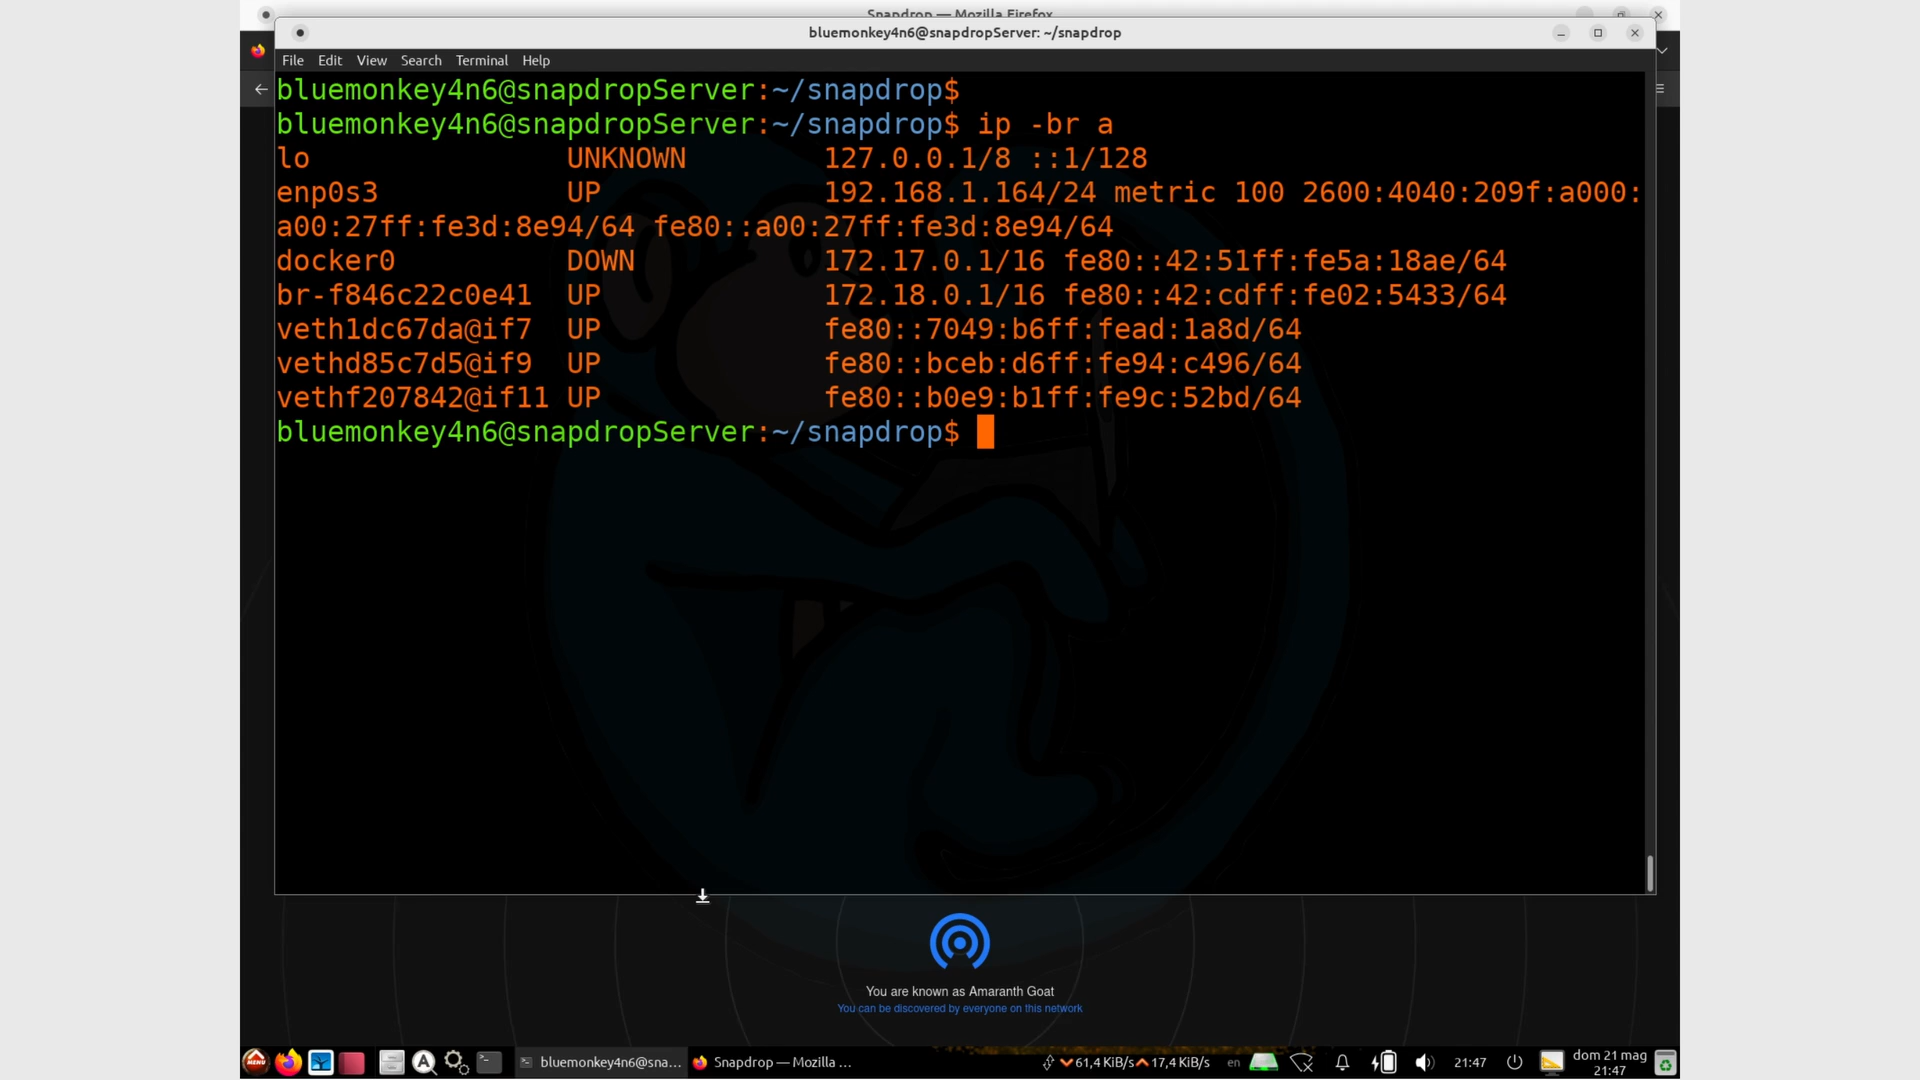 Snapdrop — Mozilla Firefox
bluemonkey4n6@snapdropServer: ~/snapdrop
File Edit View Search Terminal Help
bluemonkey4n6@snapdropServer:~/snapdrop$
bluemonkey4n6@snapdropServer:~/snapdrop$ ip -br a
lo UNKNOWN 127.0.0.1/8 ::1/128
enp0s3 UP 192.168.1.164/24 metric 100 2600:4040:209f:a000:
a00:27ff:fe3d:8e94/64 fe80::a00:27ff:fe3d:8e94/64
docker0 DOWN 172.17.0.1/16 fe80::42:51ff:fe5a:18ae/64
br-f846c22c0e41 UP 172.18.0.1/16 fe80::42:cdff:fe02:5433/64
veth1dc67da@if7 UP fe80::7049:b6ff:fead:1a8d/64
vethd85c7d5@if9 UP fe80::bceb:d6ff:fe94:c496/64
vethf207842@if11 UP fe80::b0e9:b1ff:fe9c:52bd/64
bluemonkey4n6@snapdropServer:~/snapdrop$
You are known as Amaranth Goat
You can be discovered by everyone on this network
MENU bluemonkey4n6@sna... Snapdrop — Mozilla ... 61,4 KiB/s 17,4 KiB/s en 21:47 dom 21 mag
21:47